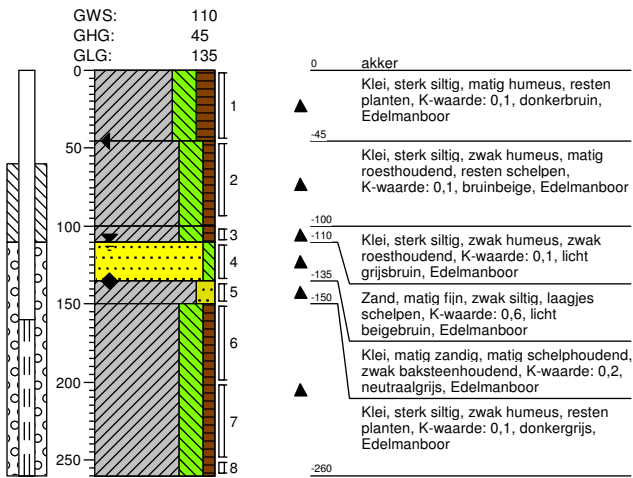 GWS: 110
GHG: 45
GLG: 135
0
50
100
150
200
250
1
2
3
4
5
6
7
8
0 akker
Klei, sterk siltig, matig humeus, resten
planten, K-waarde: 0,1, donkerbruin,
Edelmanboor
-45
Klei, sterk siltig, zwak humeus, matig
roesthoudend, resten schelpen,
K-waarde: 0,1, bruinbeige, Edelmanboor
-100
Klei, sterk siltig, zwak humeus, zwak
roesthoudend, K-waarde: 0,1, licht
grijsbruin, Edelmanboor
-110
Zand, matig fijn, zwak siltig, laagjes
schelpen, K-waarde: 0,6, licht
beigebruin, Edelmanboor
-135
Klei, matig zandig, matig schelphoudend,
zwak baksteenhoudend, K-waarde: 0,2,
neutraalgrijs, Edelmanboor
-150
Klei, sterk siltig, zwak humeus, resten
planten, K-waarde: 0,1, donkergrijs,
Edelmanboor
-260